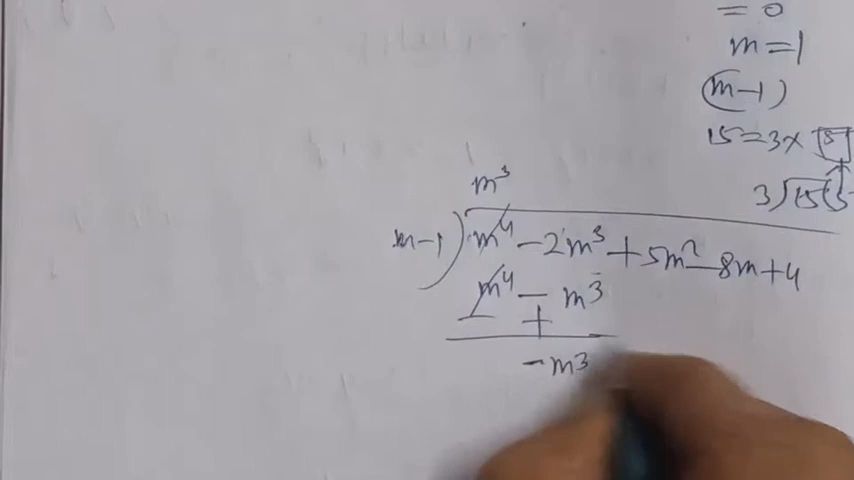 = 0
m = 1
(m-1)
15 = 3 × 5
3)15(5
m³
m-1) m⁴ - 2m³ + 5m² - 8m + 4
m⁴ - m³
- +
-m³